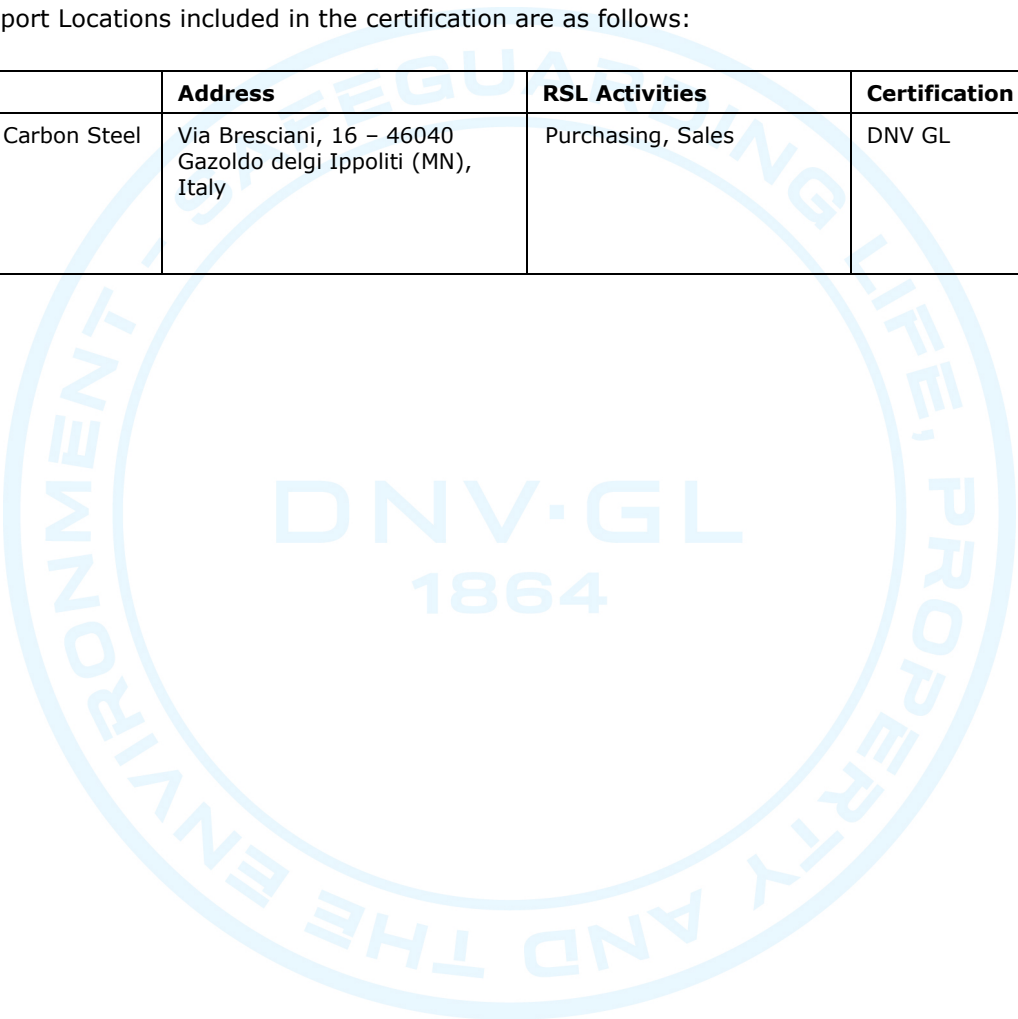 port Locations included in the certification are as follows:
Address RSL Activities Certification
Carbon Steel Via Bresciani, 16 – 46040 Purchasing, Sales DNV GL
Gazoldo delgi Ippoliti (MN),
Italy
SAFEGUARDING LIFE, PROPERTY AND THE ENVIRONMENT -
DNV·GL
1864